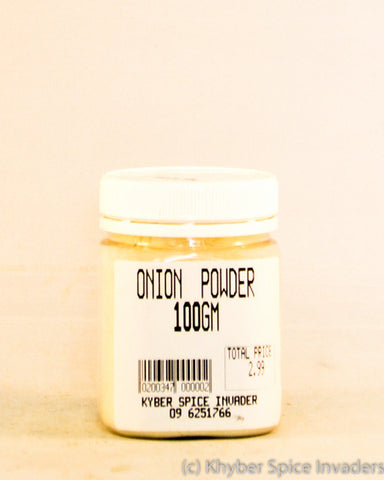 ONION POWDER
100GM
TOTAL PRICE
2.99
0200347 000002
KYBER SPICE INVADER
09 6251766
(c) Khyber Spice Invaders